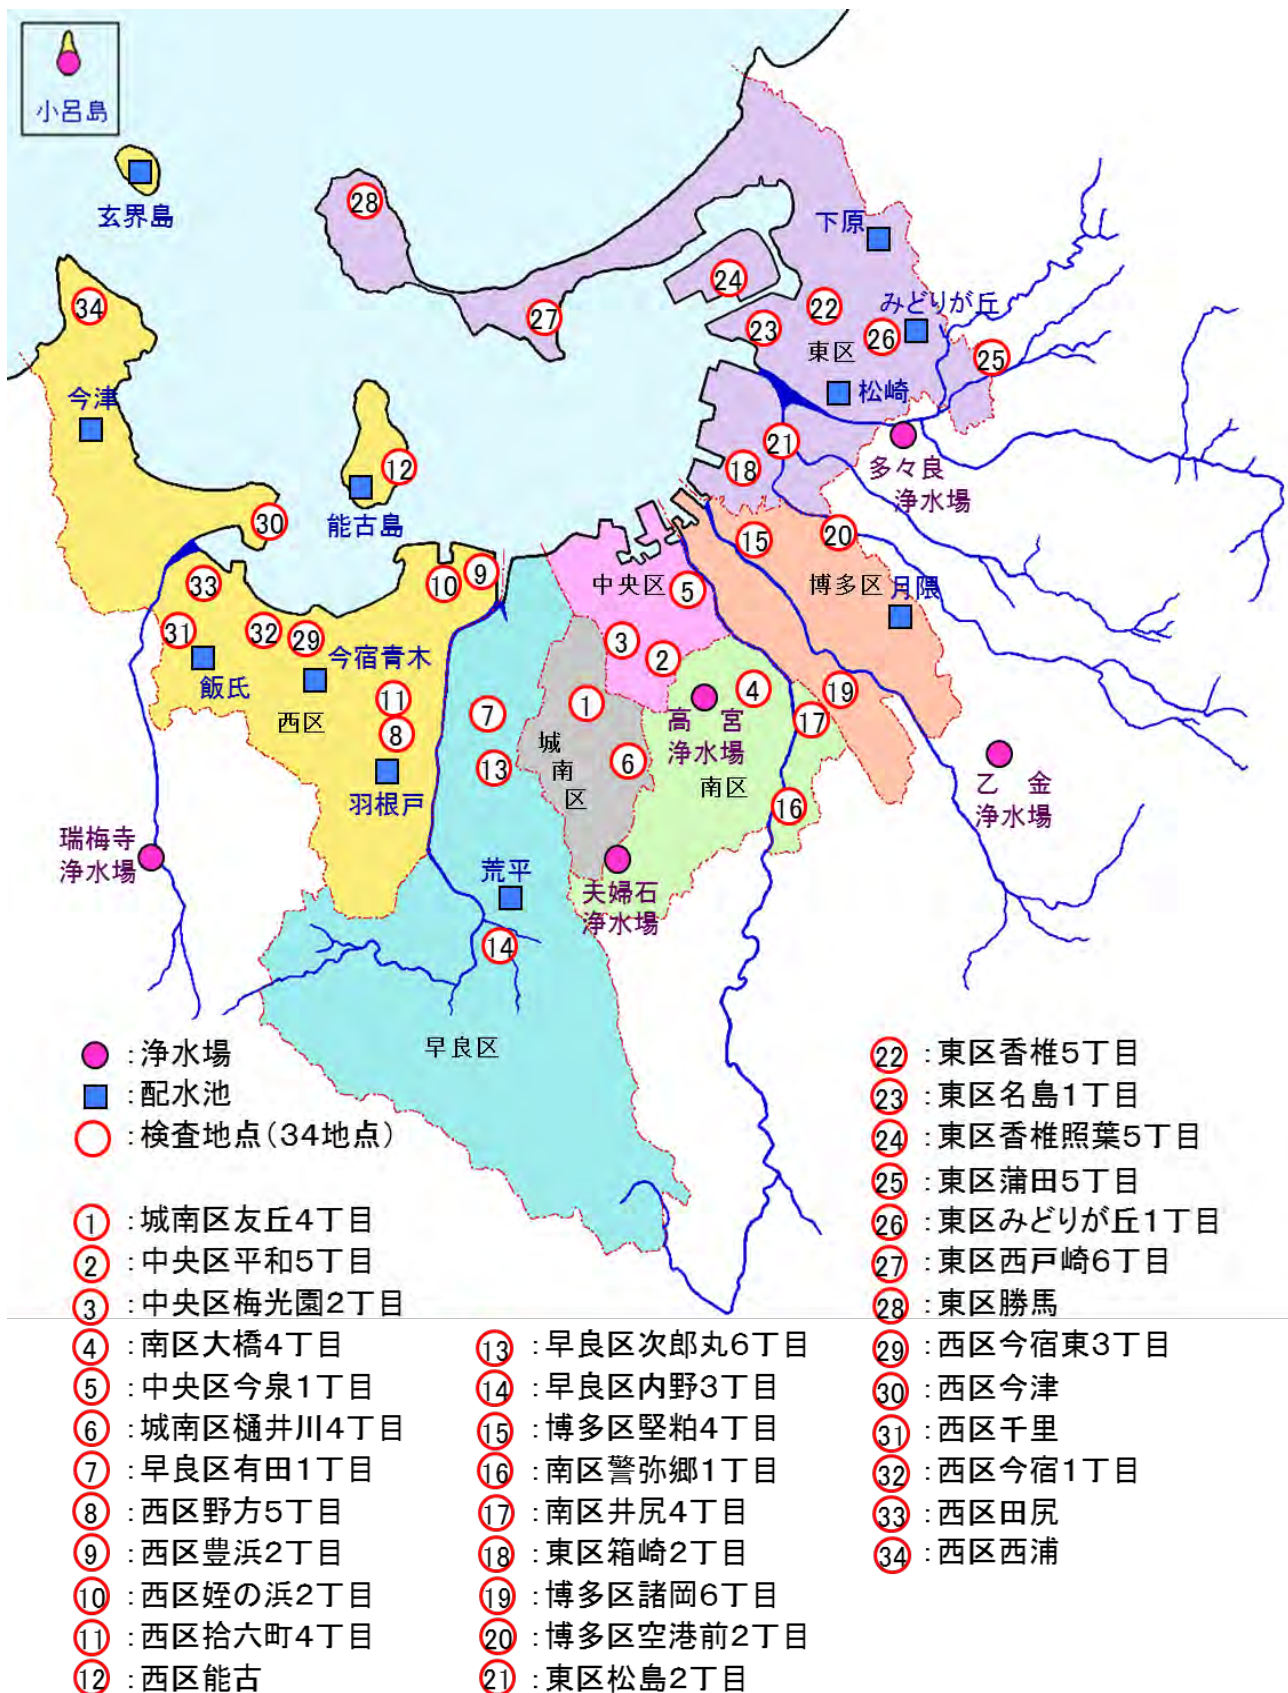 小呂島
玄界島
28
下原
34
24
27
23
22
みどりが丘
26
東区
25
今津
松崎
12
18
21
多々良
浄水場
能古島
30
15
20
33
10
9
中央区
5
博多区
月隈
31
32
29
3
2
今宿青木
飯氏
西区
11
8
7
13
1
城
南
区
6
4
高 宮
浄水場
南区
19
17
16
羽根戸
乙 金
浄水場
瑞梅寺
浄水場
荒平
夫婦石
浄水場
14
早良区
:浄水場
:配水池
:検査地点(34地点)
1 :城南区友丘4丁目
2 :中央区平和5丁目
3 :中央区梅光園2丁目
4 :南区大橋4丁目
5 :中央区今泉1丁目
6 :城南区樋井川4丁目
7 :早良区有田1丁目
8 :西区野方5丁目
9 :西区豊浜2丁目
10 :西区姪の浜2丁目
11 :西区拾六町4丁目
12 :西区能古
13 :早良区次郎丸6丁目
14 :早良区内野3丁目
15 :博多区堅粕4丁目
16 :南区警弥郷1丁目
17 :南区井尻4丁目
18 :東区箱崎2丁目
19 :博多区諸岡6丁目
20 :博多区空港前2丁目
21 :東区松島2丁目
22 :東区香椎5丁目
23 :東区名島1丁目
24 :東区香椎照葉5丁目
25 :東区蒲田5丁目
26 :東区みどりが丘1丁目
27 :東区西戸崎6丁目
28 :東区勝馬
29 :西区今宿東3丁目
30 :西区今津
31 :西区千里
32 :西区今宿1丁目
33 :西区田尻
34 :西区西浦